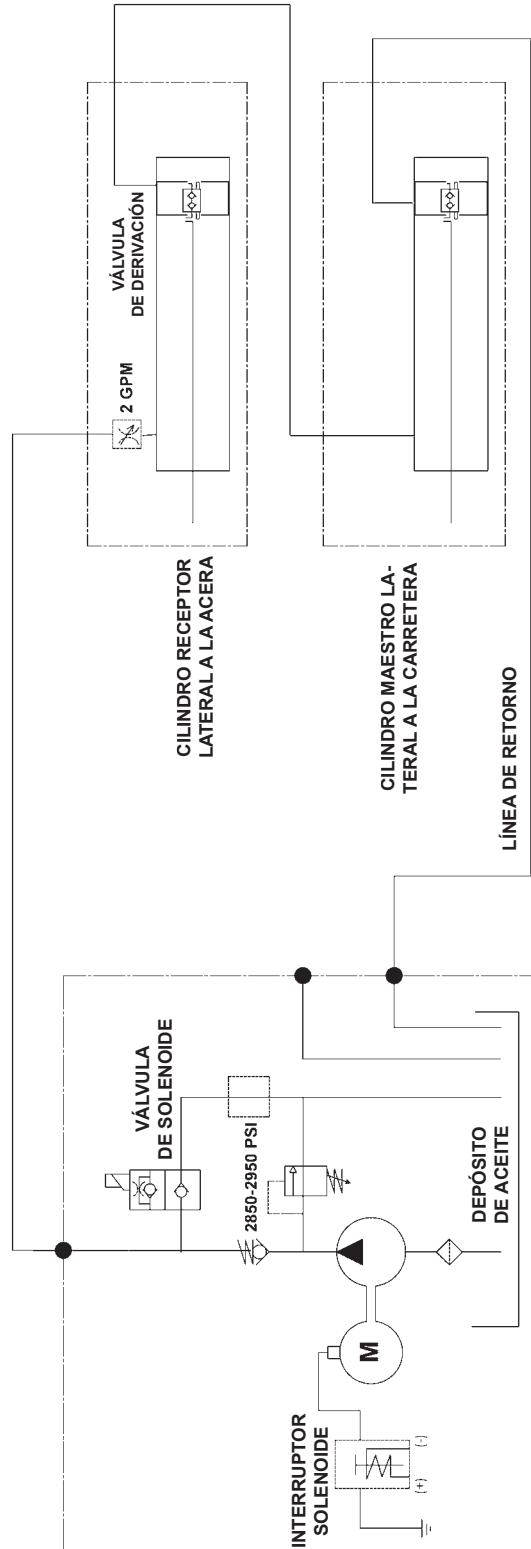 INTERRUPTOR
SOLENOIDE
(+)
(-)
M
2850-2950 PSI
VÁLVULA
DE SOLENOIDE
DEPÓSITO
DE ACEITE
2 GPM
VÁLVULA
DE DERIVACIÓN
CILINDRO RECEPTOR
LATERAL A LA ACERA
CILINDRO MAESTRO LA-
TERAL A LA CARRETERA
LÍNEA DE RETORNO